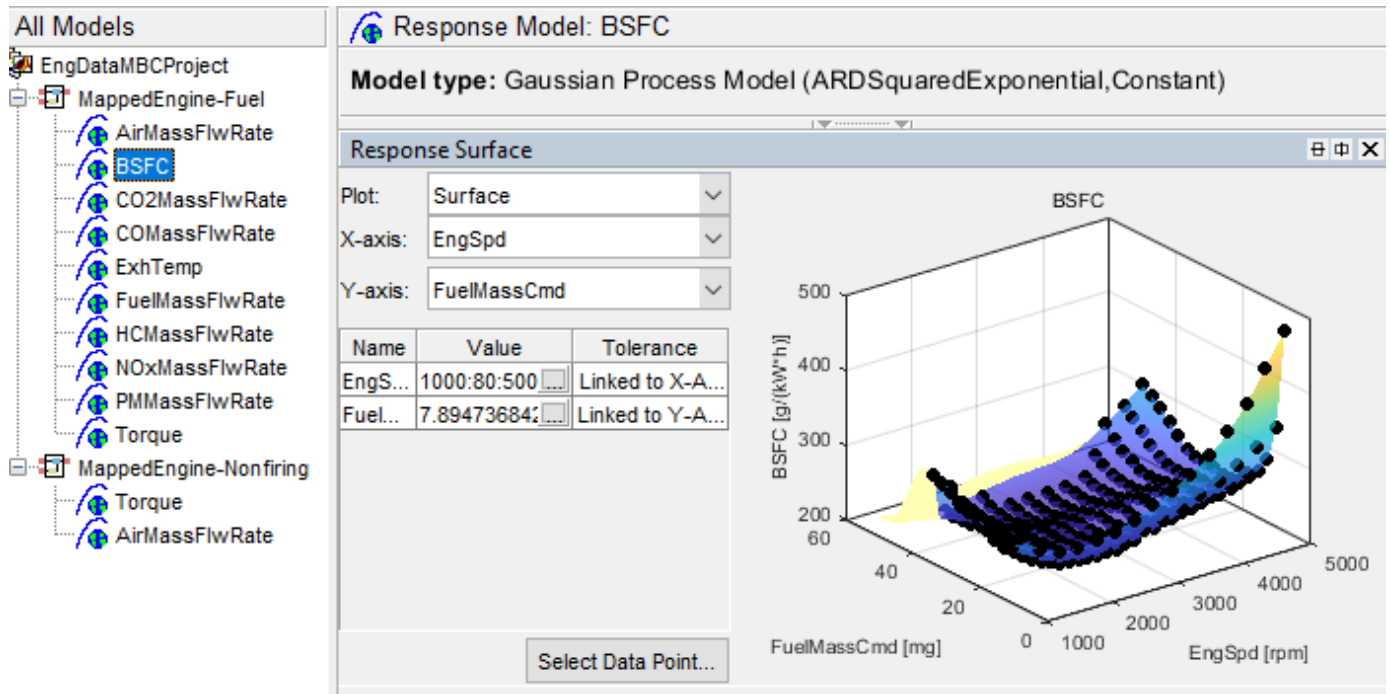 All Models
EngDataMBCProject
MappedEngine-Fuel
AirMassFlwRate
BSFC
CO2MassFlwRate
COMassFlwRate
ExhTemp
FuelMassFlwRate
HCMassFlwRate
NOxMassFlwRate
PMMassFlwRate
Torque
MappedEngine-Nonfiring
Torque
AirMassFlwRate
Response Model: BSFC
Model type: Gaussian Process Model (ARDSquaredExponential,Constant)
Response Surface
Plot: Surface
X-axis: EngSpd
Y-axis: FuelMassCmd
Name Value Tolerance
EngS... 1000:80:500 ... Linked to X-A...
Fuel... 7.894736842 ... Linked to Y-A...
Select Data Point...
BSFC
BSFC [g/(kW*h)]
500
400
300
200
60
40
20
0
FuelMassCmd [mg]
1000
2000
3000
4000
5000
EngSpd [rpm]